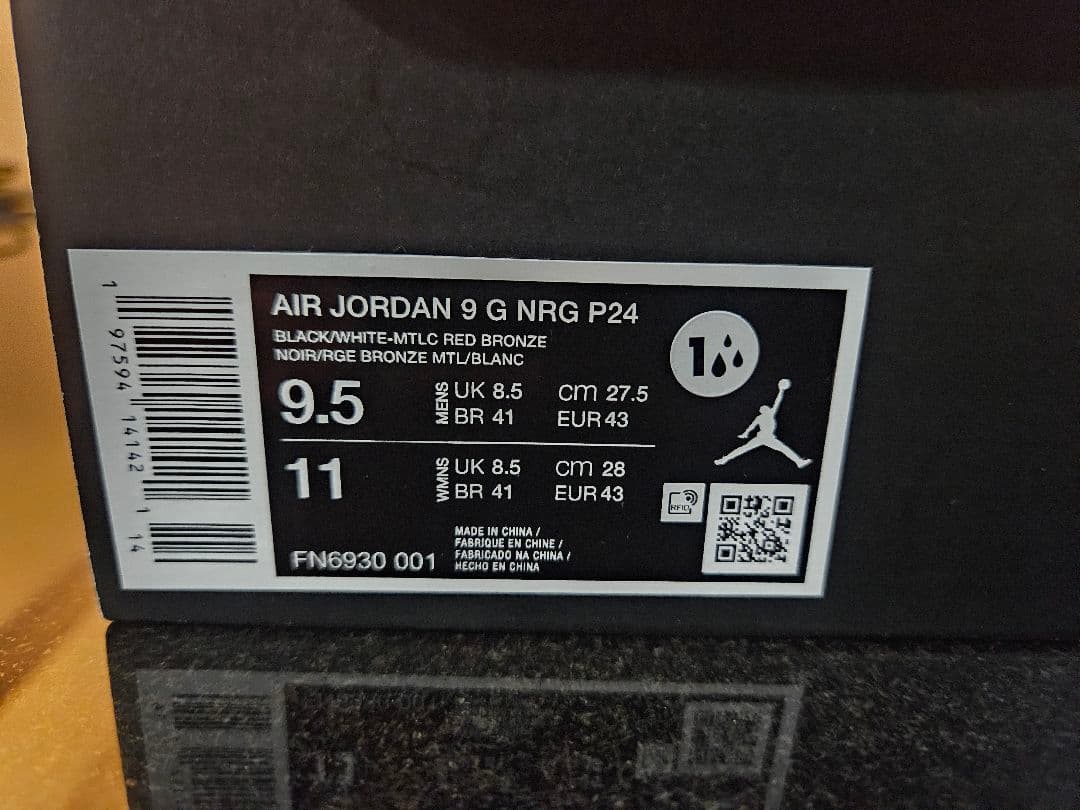 AIR JORDAN 9 G NRG P24
BLACK/WHITE-MTLC RED BRONZE
NOIR/RGE BRONZE MTL/BLANC
10
9.5 MENS UK 8.5 cm 27.5
BR 41 EUR 43
11 WMNS UK 8.5 cm 28
BR 41 EUR 43
RFID
FN6930 001
MADE IN CHINA /
FABRIQUE EN CHINE /
FABRICADO NA CHINA /
HECHO EN CHINA
1 97594 14142 1 14